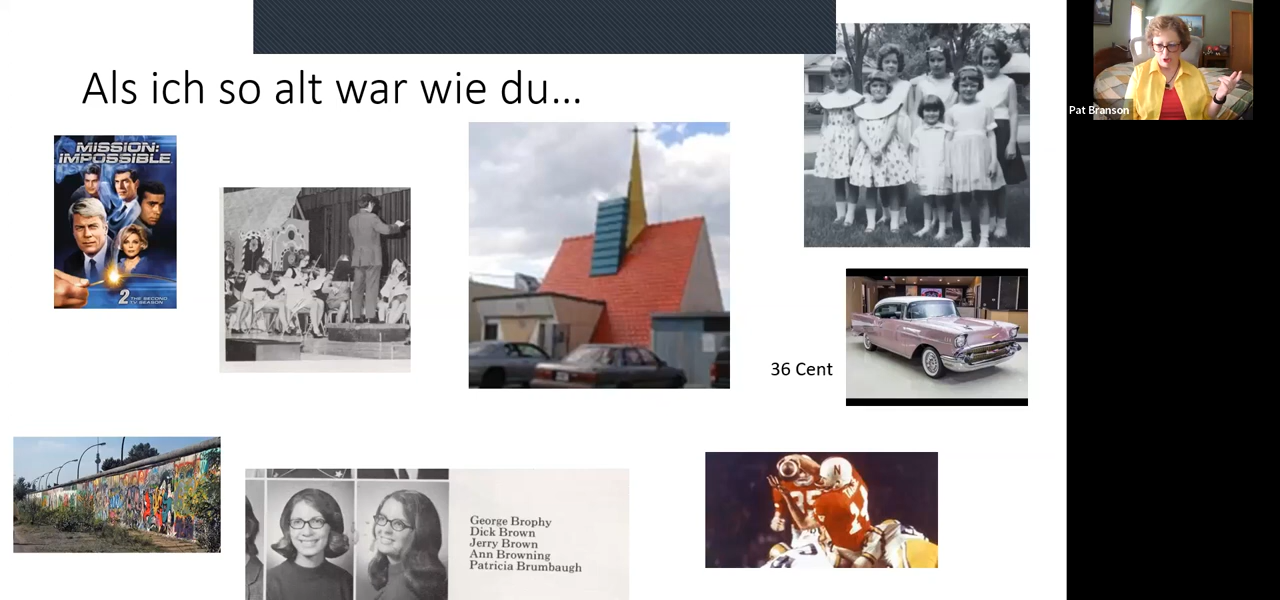 Als ich so alt war wie du...
Pat Branson
MISSION:
IMPOSSIBLE
2 THE SECOND
TV SEASON
36 Cent
George Brophy
Dick Brown
Jerry Brown
Ann Browning
Patricia Brumbaugh
N